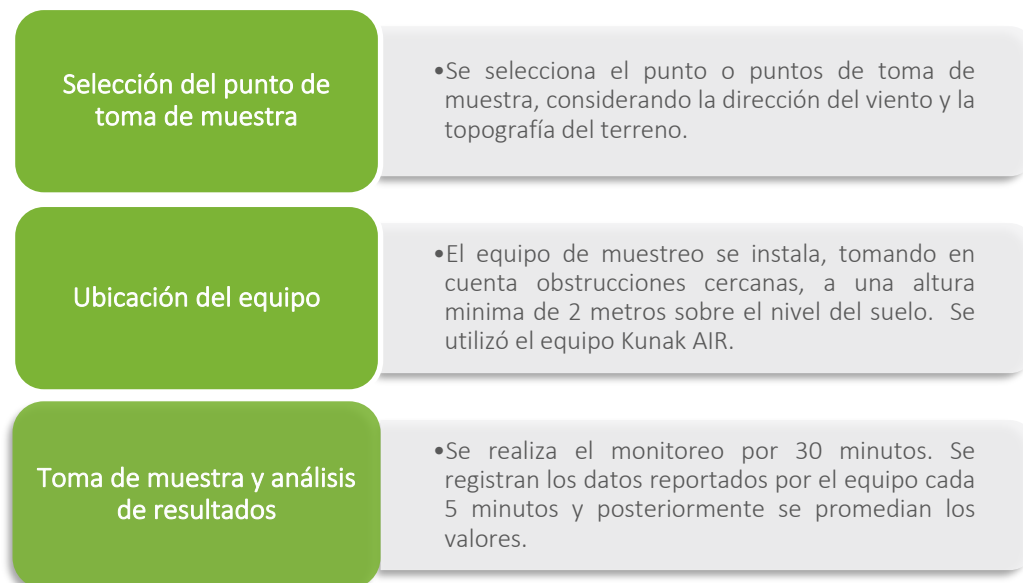 Selección del punto de
toma de muestra
•Se selecciona el punto o puntos de toma de
muestra, considerando la dirección del viento y la
topografía del terreno.
Ubicación del equipo
•El equipo de muestreo se instala, tomando en
cuenta obstrucciones cercanas, a una altura
minima de 2 metros sobre el nivel del suelo. Se
utilizó el equipo Kunak AIR.
Toma de muestra y análisis
de resultados
•Se realiza el monitoreo por 30 minutos. Se
registran los datos reportados por el equipo cada
5 minutos y posteriormente se promedian los
valores.